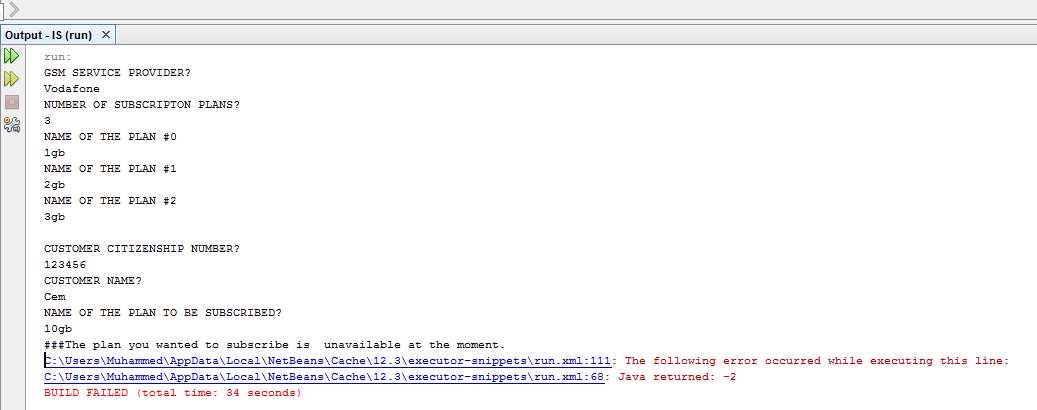 Output - IS (run)
run:
GSM SERVICE PROVIDER?
Vodafone
NUMBER OF SUBSCRIPTON PLANS?
3
NAME OF THE PLAN #0
1gb
NAME OF THE PLAN #1
2gb
NAME OF THE PLAN #2
3gb
CUSTOMER CITIZENSHIP NUMBER?
123456
CUSTOMER NAME?
Cem
NAME OF THE PLAN TO BE SUBSCRIBED?
10gb
###The plan you wanted to subscribe is  unavailable at the moment.
C:\Users\Muhammed\AppData\Local\NetBeans\Cache\12.3\executor-snippets\run.xml:111: The following error occurred while executing this line:
C:\Users\Muhammed\AppData\Local\NetBeans\Cache\12.3\executor-snippets\run.xml:68: Java returned: -2
BUILD FAILED (total time: 34 seconds)